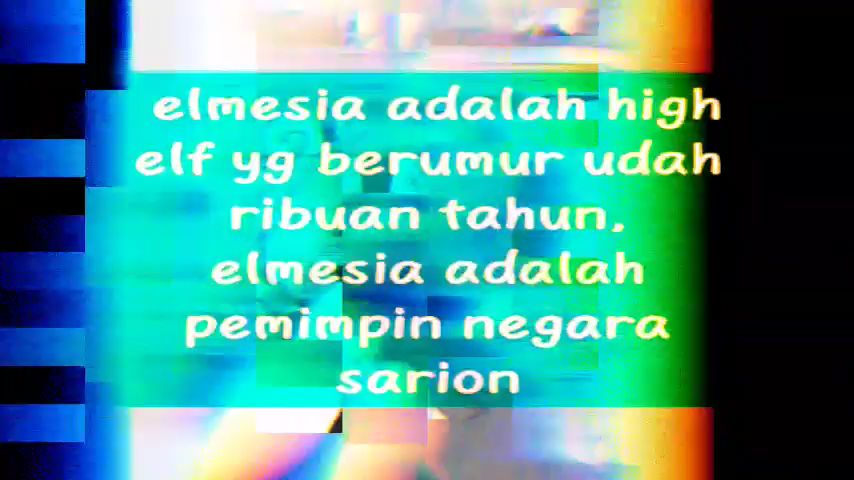 elmesia adalah high
elf yg berumur udah
ribuan tahun,
elmesia adalah
pemimpin negara
sarion